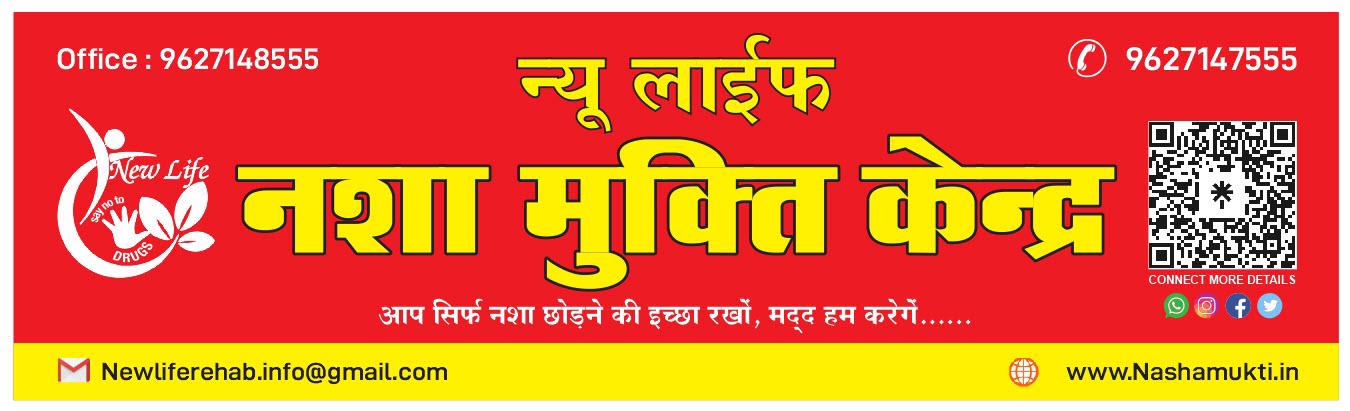 Office : 9627148555
9627147555
न्यू लाईफ
नशा मुक्ति केन्द्र
New Life
say no to
DRUGS
CONNECT MORE DETAILS
आप सिर्फ नशा छोड़ने की इच्छा रखों, मद्द हम करेगें......
Newliferehab.info@gmail.com
www.Nashamukti.in